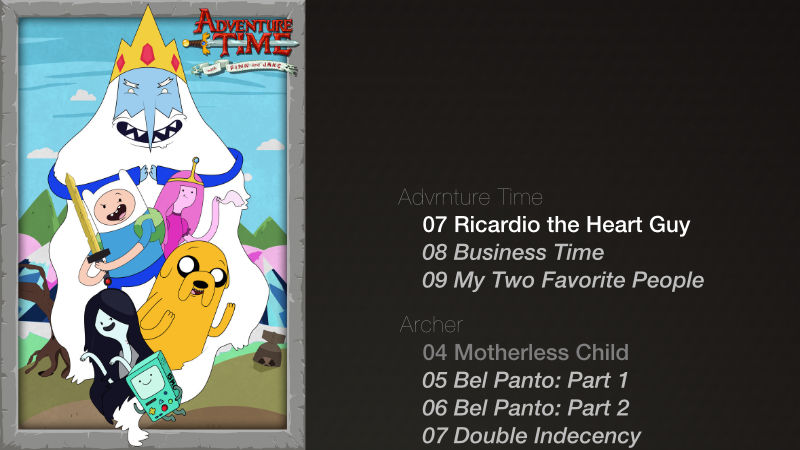 ADVENTURE
TIME
WITH FINN AND JAKE
Advrnture Time
07 Ricardio the Heart Guy
08 Business Time
09 My Two Favorite People
Archer
04 Motherless Child
05 Bel Panto: Part 1
06 Bel Panto: Part 2
07 Double Indecency